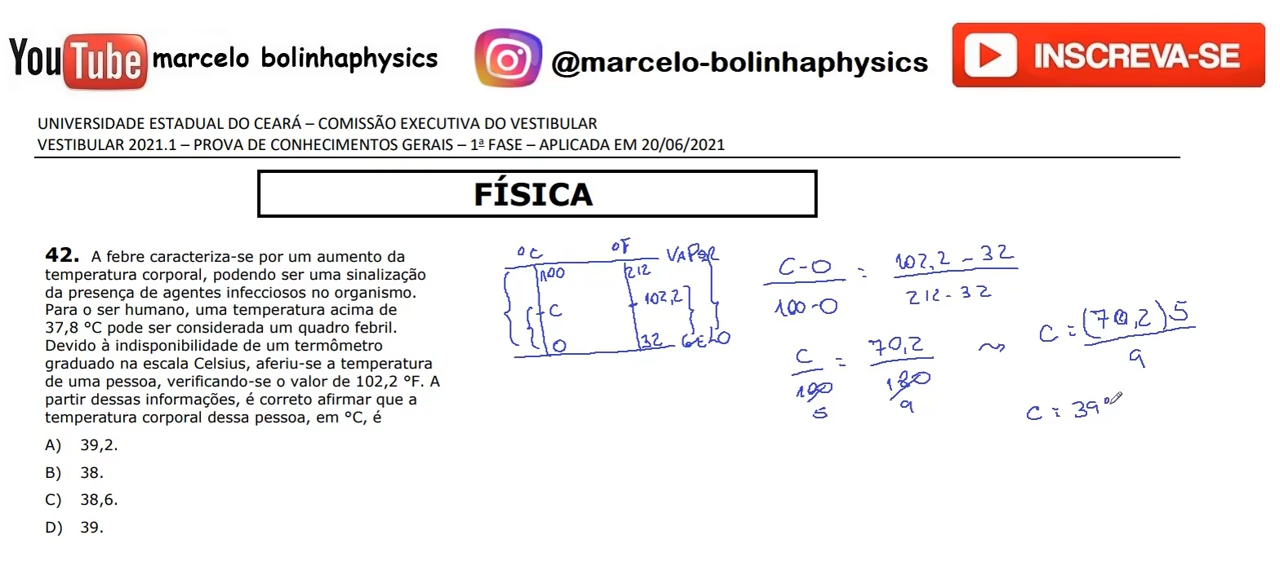 YouTube marcelo bolinhaphysics @marcelo-bolinhaphysics INSCREVA-SE
UNIVERSIDADE ESTADUAL DO CEARÁ – COMISSÃO EXECUTIVA DO VESTIBULAR
VESTIBULAR 2021.1 – PROVA DE CONHECIMENTOS GERAIS – 1ª FASE – APLICADA EM 20/06/2021
FÍSICA
42. A febre caracteriza-se por um aumento da
temperatura corporal, podendo ser uma sinalização
da presença de agentes infecciosos no organismo.
Para o ser humano, uma temperatura acima de
37,8 °C pode ser considerada um quadro febril.
Devido à indisponibilidade de um termômetro
graduado na escala Celsius, aferiu-se a temperatura
de uma pessoa, verificando-se o valor de 102,2 °F. A
partir dessas informações, é correto afirmar que a
temperatura corporal dessa pessoa, em °C, é
A) 39,2.
B) 38.
C) 38,6.
D) 39.
°C °F VAPOR
100 212
C 102,2
0 32 GELO
C-0 = 102,2-32
100-0 212-32
C = 70,2
100 180
5 9
C = (70,2)5
9
C = 39°